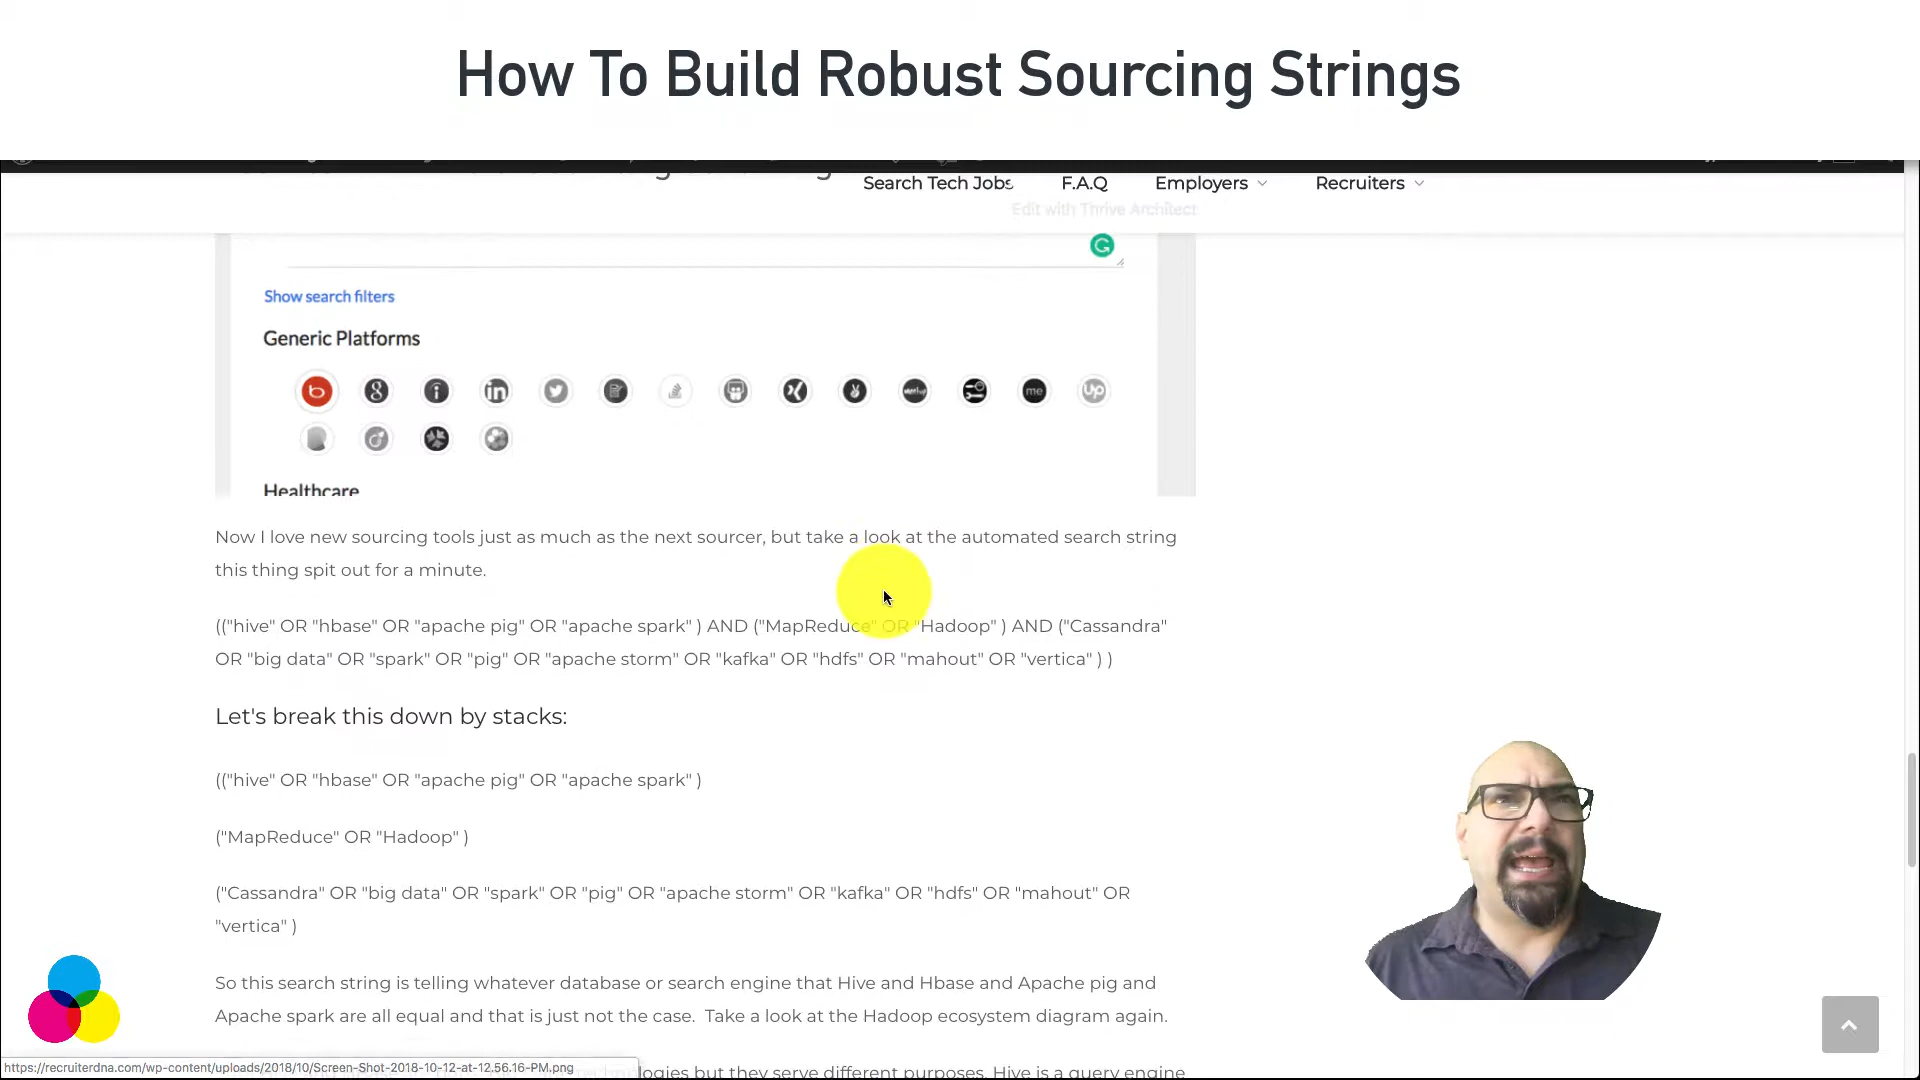 How To Build Robust Sourcing Strings
Search Tech Jobs F.A.Q Employers Recruiters
Edit with Thrive Architect
Show search filters
Generic Platforms
in me up
Healthcare
Now I love new sourcing tools just as much as the next sourcer, but take a look at the automated search string
this thing spit out for a minute.
(("hive" OR "hbase" OR "apache pig" OR "apache spark" ) AND ("MapReduce" OR "Hadoop" ) AND ("Cassandra"
OR "big data" OR "spark" OR "pig" OR "apache storm" OR "kafka" OR "hdfs" OR "mahout" OR "vertica" ) )
Let's break this down by stacks:
(("hive" OR "hbase" OR "apache pig" OR "apache spark" )
("MapReduce" OR "Hadoop" )
("Cassandra" OR "big data" OR "spark" OR "pig" OR "apache storm" OR "kafka" OR "hdfs" OR "mahout" OR
"vertica" )
So this search string is telling whatever database or search engine that Hive and Hbase and Apache pig and
Apache spark are all equal and that is just not the case. Take a look at the Hadoop ecosystem diagram again.
but they serve different purposes. Hive is a query engine
https://recruiterdna.com/wp-content/uploads/2018/10/Screen-Shot-2018-10-12-at-12.56.16-PM.png